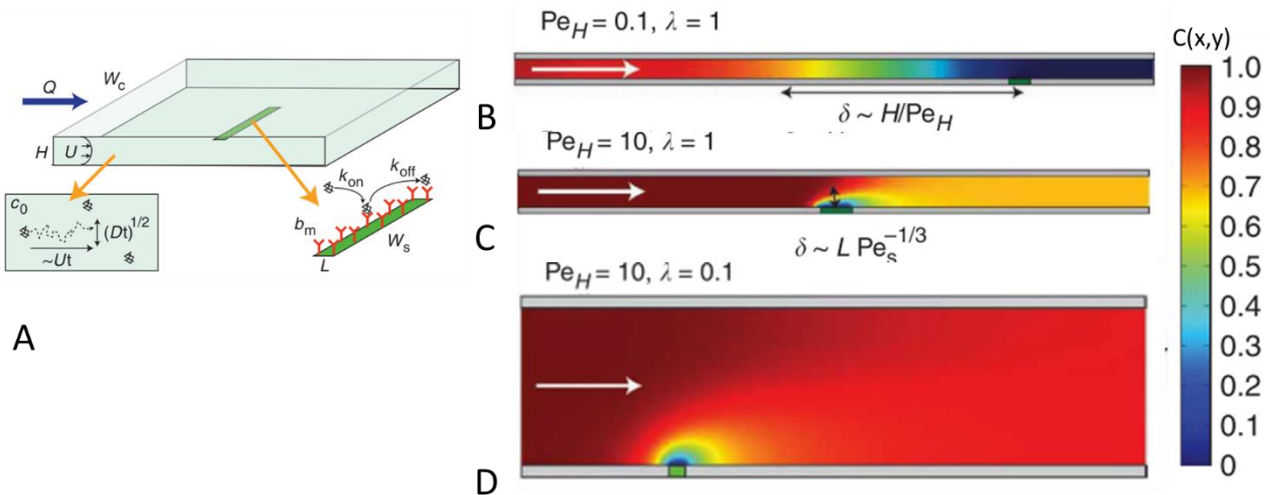 A
Q
W_c
H
U
c_0
(Dt)^{1/2}
~Ut
k_on
k_off
b_m
L
W_s
B
Pe_H = 0.1, λ = 1
δ ~ H/Pe_H
C
Pe_H = 10, λ = 1
δ ~ L Pe_s^{-1/3}
D
Pe_H = 10, λ = 0.1
C(x,y)
1.0
0.9
0.8
0.7
0.6
0.5
0.4
0.3
0.2
0.1
0